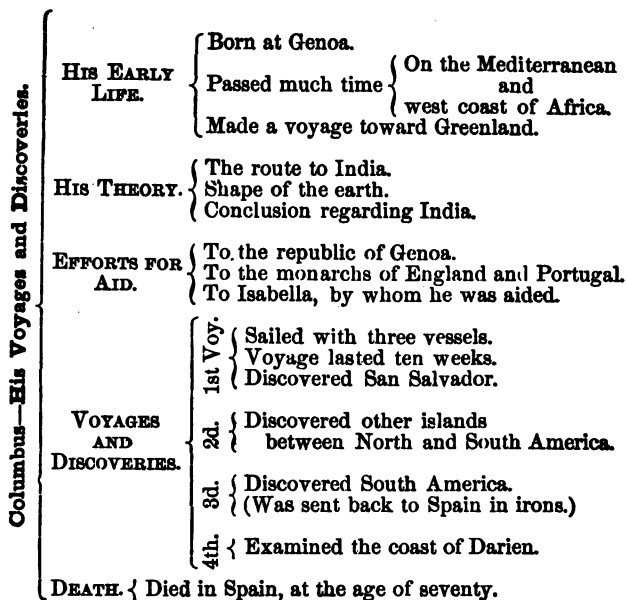 Columbus—His Voyages and Discoveries.
HIS EARLY LIFE.
Born at Genoa.
Passed much time
On the Mediterranean
and
west coast of Africa.
Made a voyage toward Greenland.
HIS THEORY.
The route to India.
Shape of the earth.
Conclusion regarding India.
EFFORTS FOR AID.
To the republic of Genoa.
To the monarchs of England and Portugal.
To Isabella, by whom he was aided.
VOYAGES
AND
DISCOVERIES.
1st Voy.
Sailed with three vessels.
Voyage lasted ten weeks.
Discovered San Salvador.
2d.
Discovered other islands
between North and South America.
3d.
Discovered South America.
(Was sent back to Spain in irons.)
4th.
Examined the coast of Darien.
DEATH.
Died in Spain, at the age of seventy.